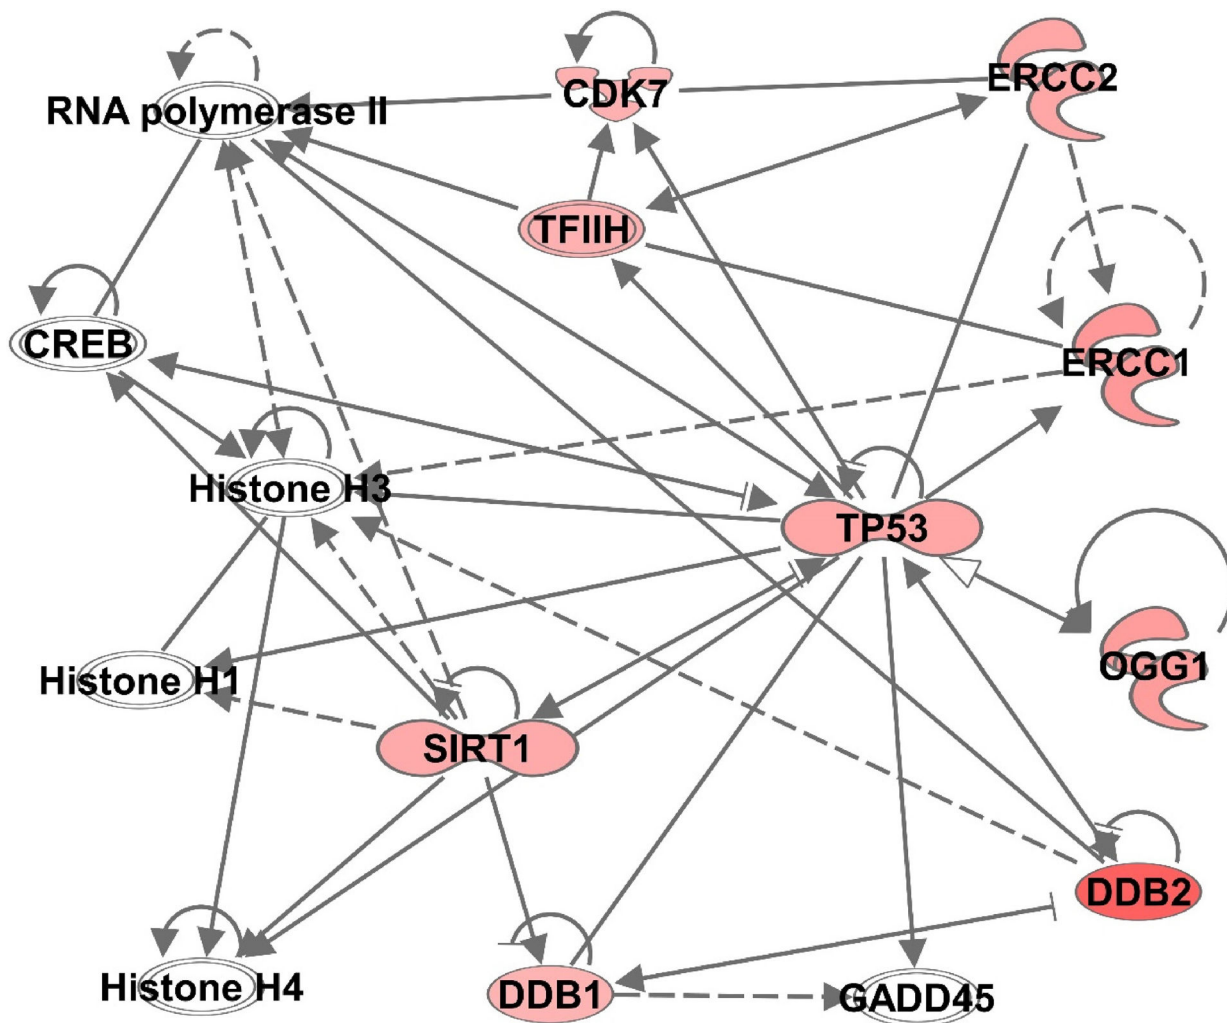 ERCC2
CDK7
RNA polymerase II
TFIIH
CREB
ERCC1
Histone H3
TP53
OGG1
Histone H1
SIRT1
DDB2
Histone H4
DDB1
GADD45